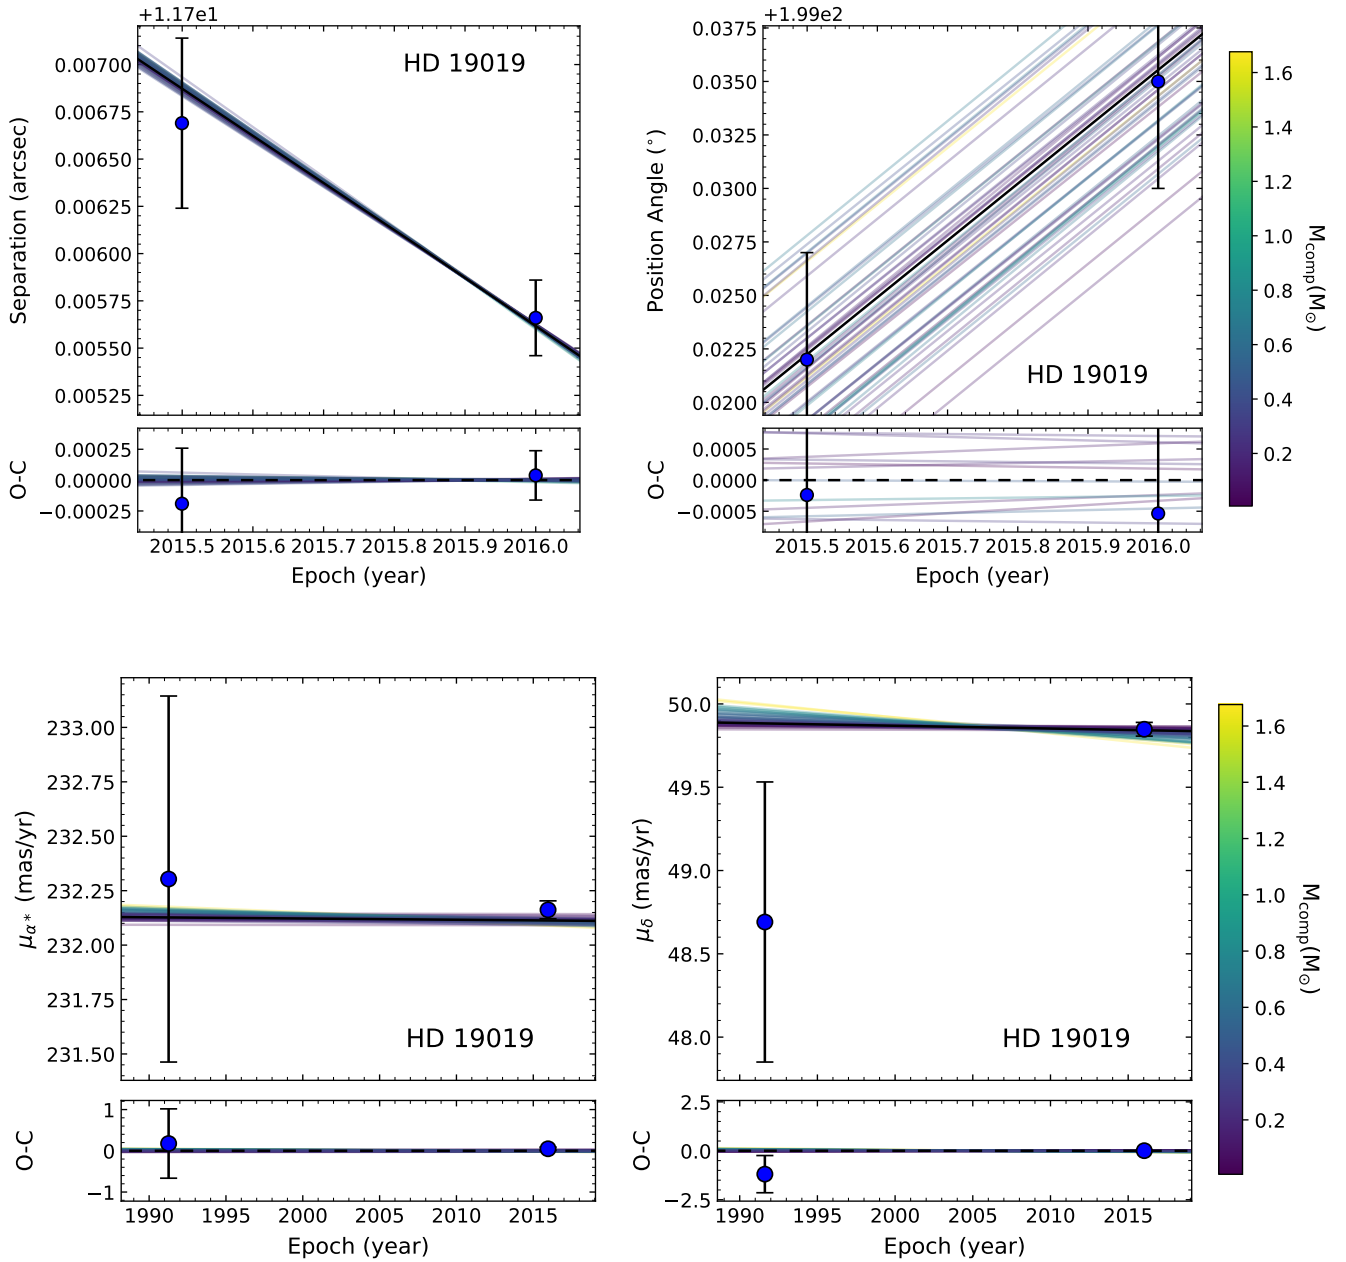 +1.17e1
HD 19019
0.00700
0.00675
0.00650
0.00625
0.00600
0.00575
0.00550
0.00525
Separation (arcsec)
0.00025
0.00000
−0.00025
O-C
2015.5 2015.6 2015.7 2015.8 2015.9 2016.0
Epoch (year)
+1.99e2
0.0375
0.0350
0.0325
0.0300
0.0275
0.0250
0.0225
0.0200
Position Angle (°)
HD 19019
0.0005
0.0000
−0.0005
O-C
2015.5 2015.6 2015.7 2015.8 2015.9 2016.0
Epoch (year)
1.6
1.4
1.2
1.0
0.8
0.6
0.4
0.2
Mcomp(M⊙)
233.00
232.75
232.50
232.25
232.00
231.75
231.50
μα* (mas/yr)
HD 19019
1
0
−1
O-C
1990 1995 2000 2005 2010 2015
Epoch (year)
50.0
49.5
49.0
48.5
48.0
μδ (mas/yr)
HD 19019
2.5
0.0
−2.5
O-C
1990 1995 2000 2005 2010 2015
Epoch (year)
1.6
1.4
1.2
1.0
0.8
0.6
0.4
0.2
Mcomp(M⊙)